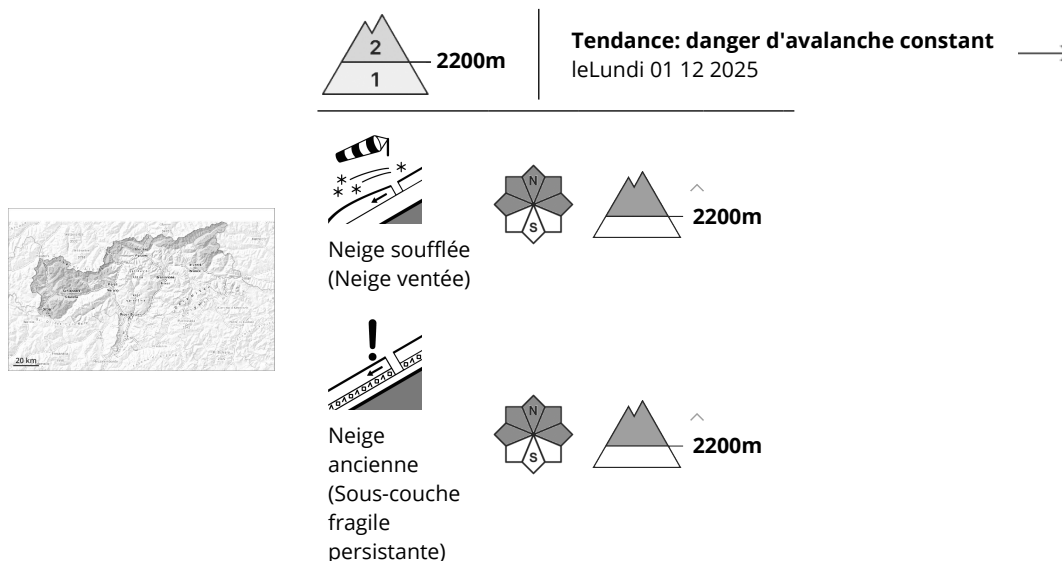 2
2200m
1
Tendance: danger d'avalanche constant
leLundi 01 12 2025
N
S
2200m
Neige soufflée
(Neige ventée)
20 km
N
S
2200m
Neige
ancienne
(Sous-couche
fragile
persistante)